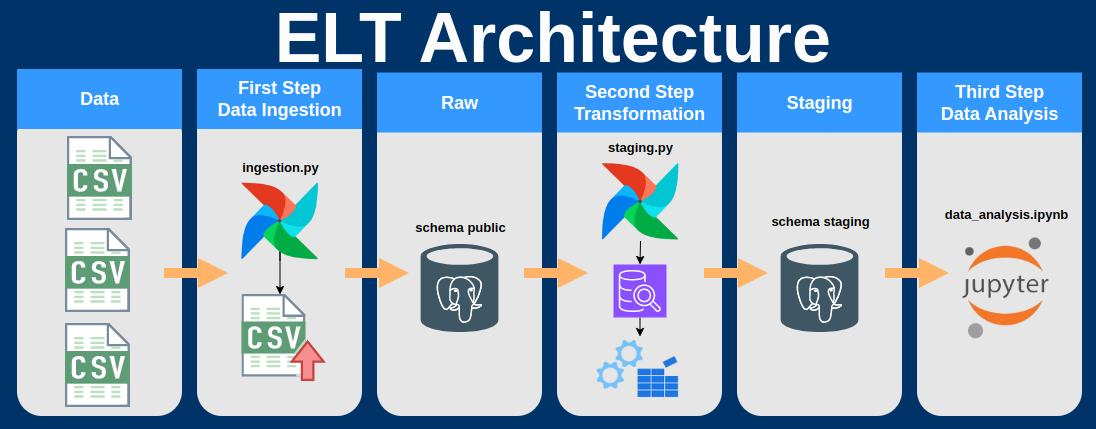 ELT Architecture
Data
CSV
CSV
CSV
First Step
Data Ingestion
ingestion.py
CSV
Raw
schema public
Second Step
Transformation
staging.py
Staging
schema staging
Third Step
Data Analysis
data_analysis.ipynb
jupyter